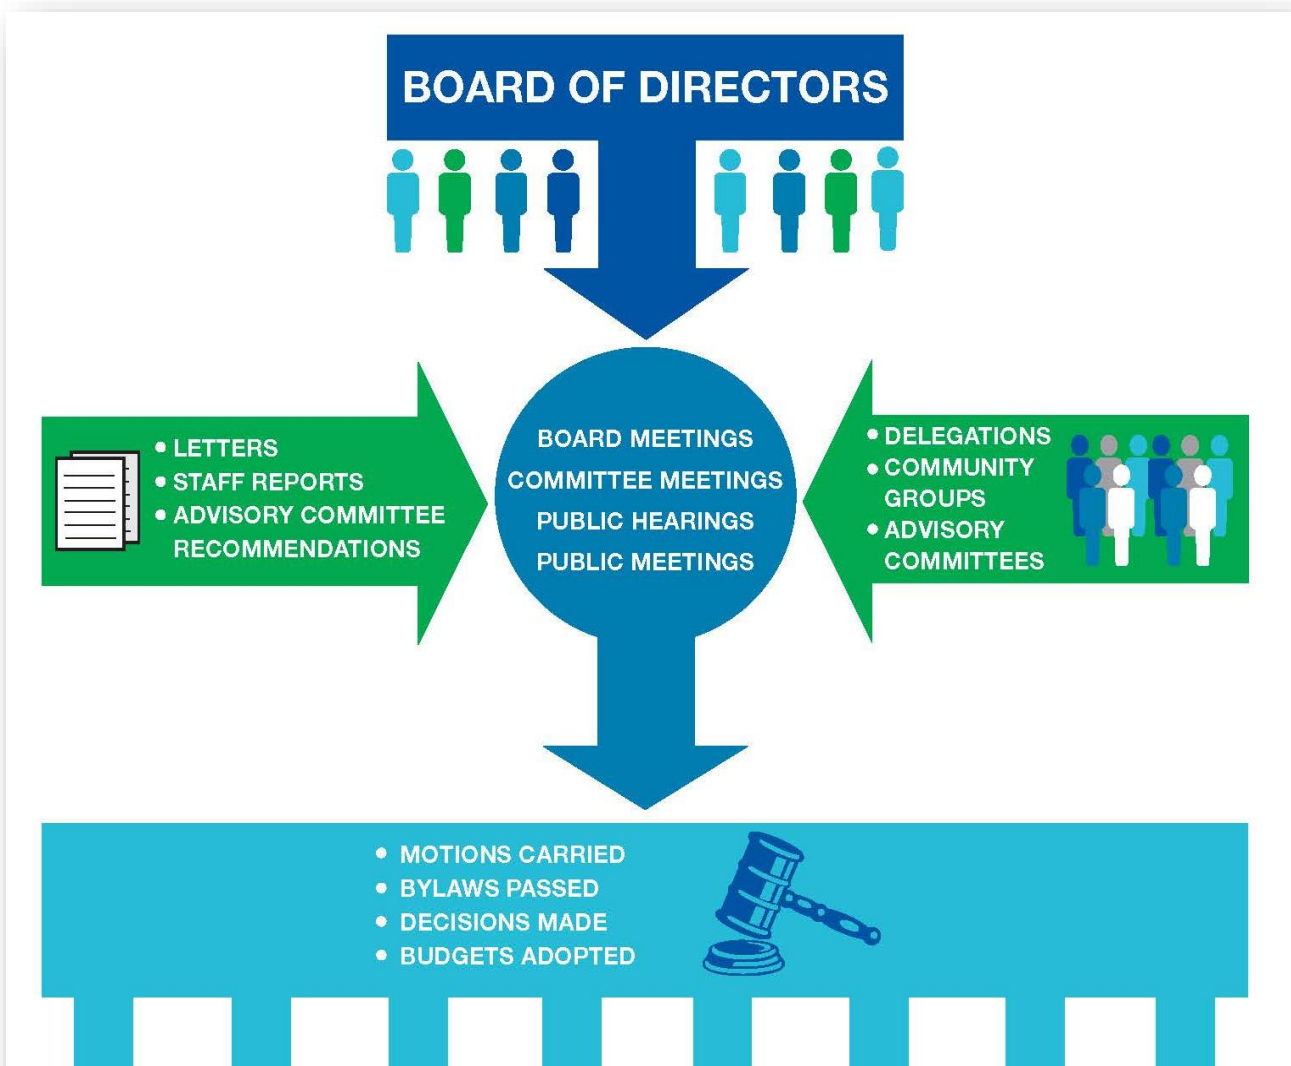 BOARD OF DIRECTORS
• LETTERS
• STAFF REPORTS
• ADVISORY COMMITTEE
RECOMMENDATIONS
BOARD MEETINGS
COMMITTEE MEETINGS
PUBLIC HEARINGS
PUBLIC MEETINGS
• DELEGATIONS
• COMMUNITY
GROUPS
• ADVISORY
COMMITTEES
• MOTIONS CARRIED
• BYLAWS PASSED
• DECISIONS MADE
• BUDGETS ADOPTED